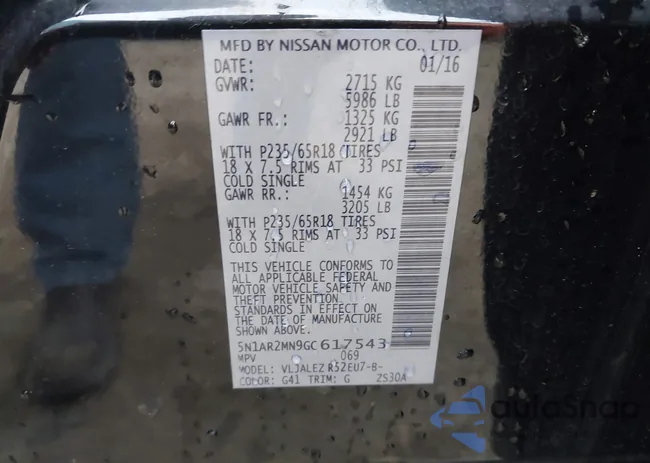 MFD BY NISSAN MOTOR CO., LTD.
DATE: 01/16
GVWR: 2715 KG
5986 LB
GAWR FR.: 1325 KG
2921 LB
WITH P235/65R18 TIRES
18 X 7.5 RIMS AT 33 PSI
COLD SINGLE
GAWR RR.: 1454 KG
3205 LB
WITH P235/65R18 TIRES
18 X 7.5 RIMS AT 33 PSI
COLD SINGLE
THIS VEHICLE CONFORMS TO
ALL APPLICABLE FEDERAL
MOTOR VEHICLE SAFETY AND
THEFT PREVENTION
STANDARDS IN EFFECT ON
THE DATE OF MANUFACTURE
SHOWN ABOVE.
5N1AR2MN9GC617543
MPV 069
MODEL: VLJALEZ R52EU7-B-
COLOR: G41 TRIM: G ZS30A
AutoSnap